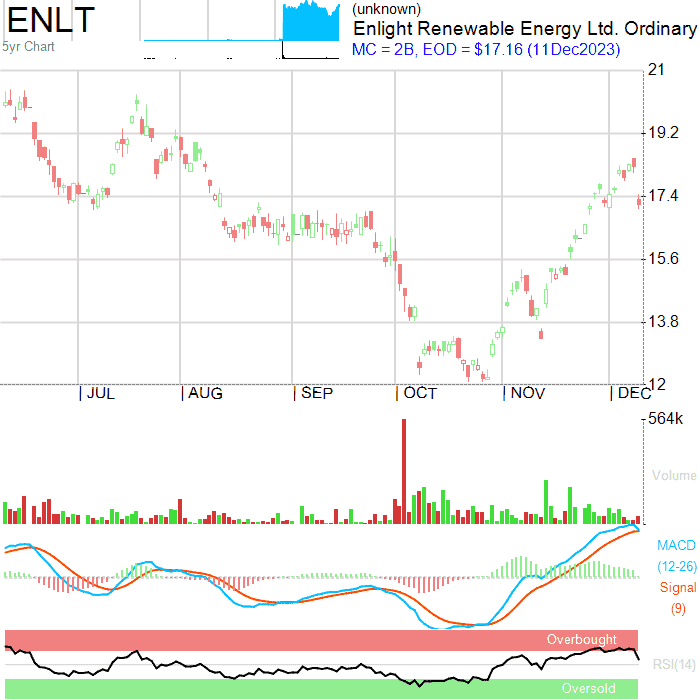 ENLT
5yr Chart
(unknown)
Enlight Renewable Energy Ltd. Ordinary
MC = 2B, EOD = $17.16 (11Dec2023)
21
19.2
17.4
15.6
13.8
12
JUL AUG SEP OCT NOV DEC
564k
Volume
MACD
(12-26)
Signal
(9)
Overbought
RSI(14)
Oversold